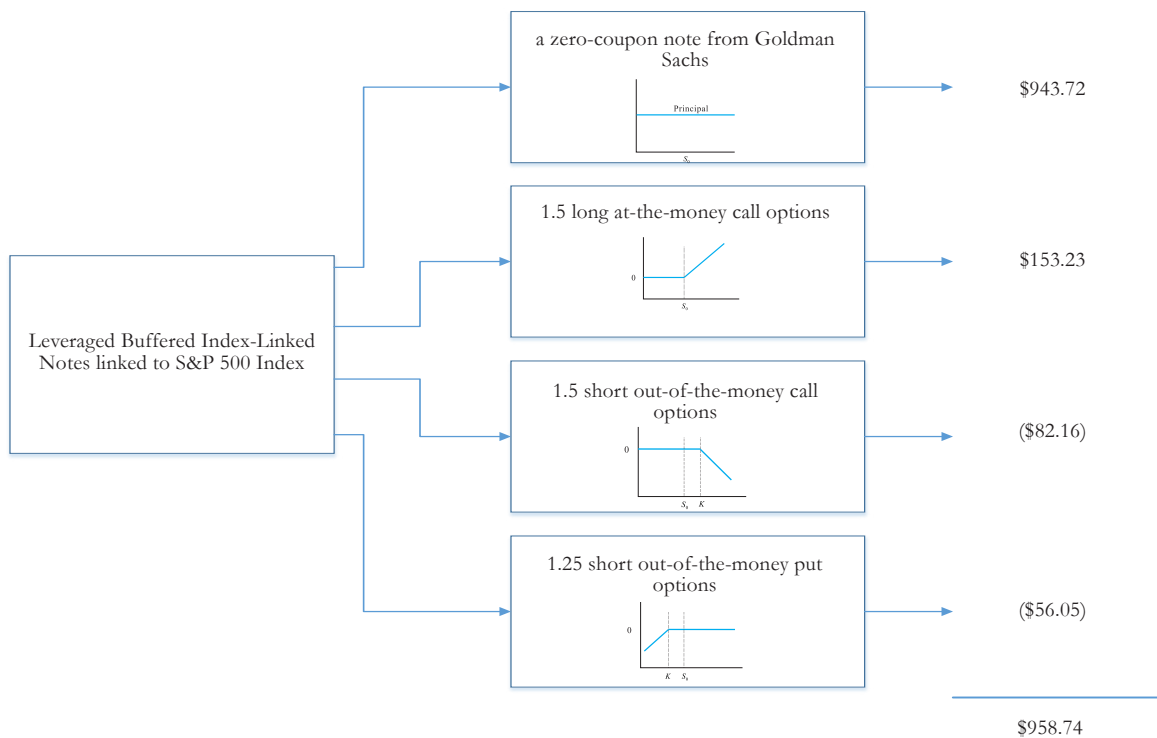 a zero-coupon note from Goldman
Sachs
Principal
S₀
$943.72
1.5 long at-the-money call options
0
S₀
$153.23
Leveraged Buffered Index-Linked
Notes linked to S&P 500 Index
1.5 short out-of-the-money call
options
0
S₀ K
($82.16)
1.25 short out-of-the-money put
options
0
K S₀
($56.05)
$958.74